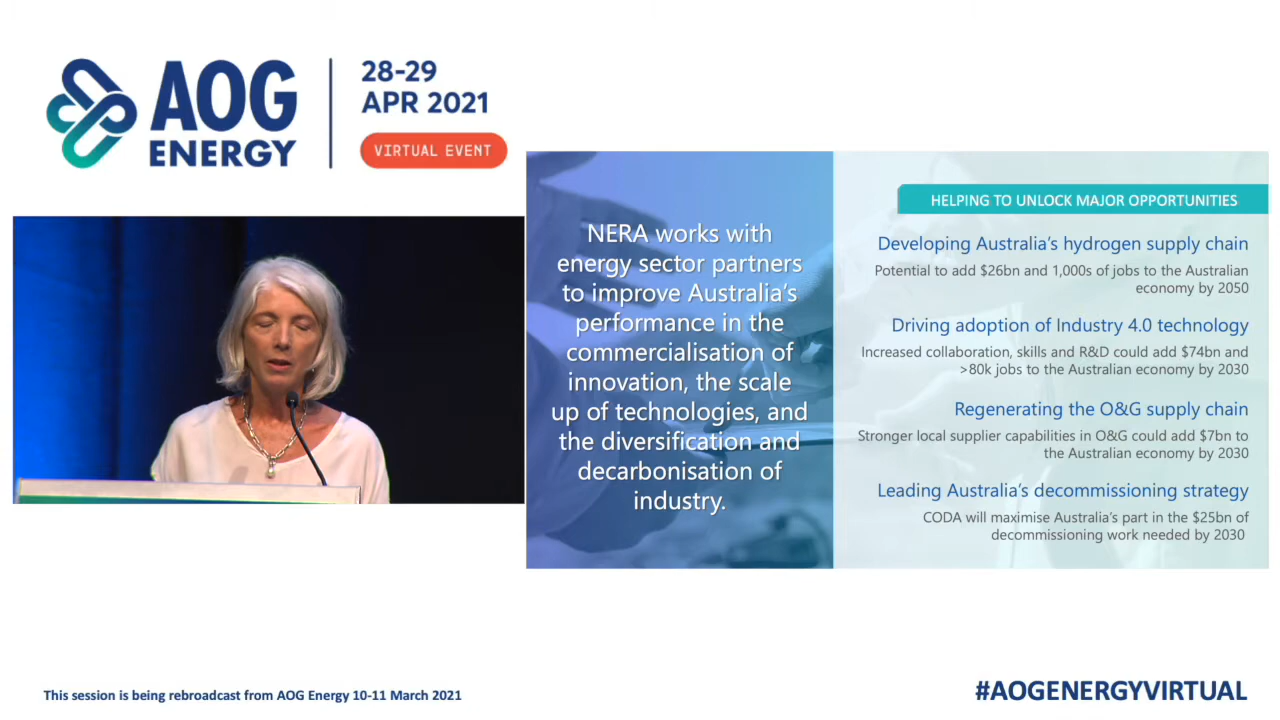 AOG
ENERGY
28-29
APR 2021
VIRTUAL EVENT
NERA works with
energy sector partners
to improve Australia's
performance in the
commercialisation of
innovation, the scale
up of technologies, and
the diversification and
decarbonisation of
industry.
HELPING TO UNLOCK MAJOR OPPORTUNITIES
Developing Australia's hydrogen supply chain
Potential to add $26bn and 1,000s of jobs to the Australian
economy by 2050
Driving adoption of Industry 4.0 technology
Increased collaboration, skills and R&D could add $74bn and
>80k jobs to the Australian economy by 2030
Regenerating the O&G supply chain
Stronger local supplier capabilities in O&G could add $7bn to
the Australian economy by 2030
Leading Australia's decommissioning strategy
CODA will maximise Australia's part in the $25bn of
decommissioning work needed by 2030
This session is being rebroadcast from AOG Energy 10-11 March 2021
#AOGENERGYVIRTUAL